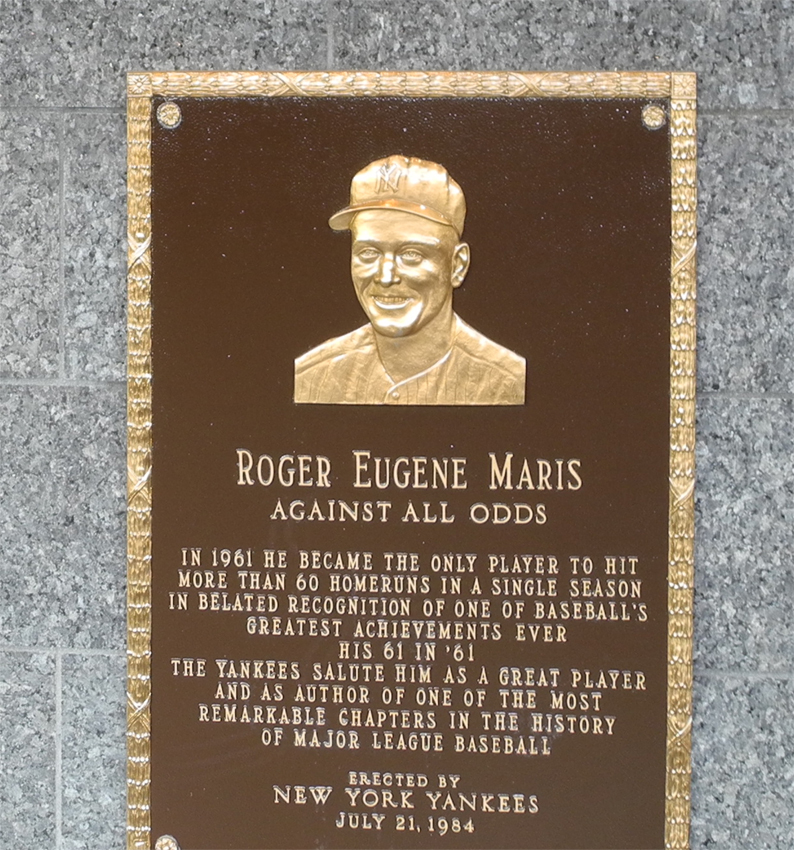 NY
ROGER EUGENE MARIS
AGAINST ALL ODDS
IN 1961 HE BECAME THE ONLY PLAYER TO HIT
MORE THAN 60 HOMERUNS IN A SINGLE SEASON
IN BELATED RECOGNITION OF ONE OF BASEBALL'S
GREATEST ACHIEVEMENTS EVER
HIS 61 IN '61
THE YANKEES SALUTE HIM AS A GREAT PLAYER
AND AS AUTHOR OF ONE OF THE MOST
REMARKABLE CHAPTERS IN THE HISTORY
OF MAJOR LEAGUE BASEBALL
ERECTED BY
NEW YORK YANKEES
JULY 21, 1984